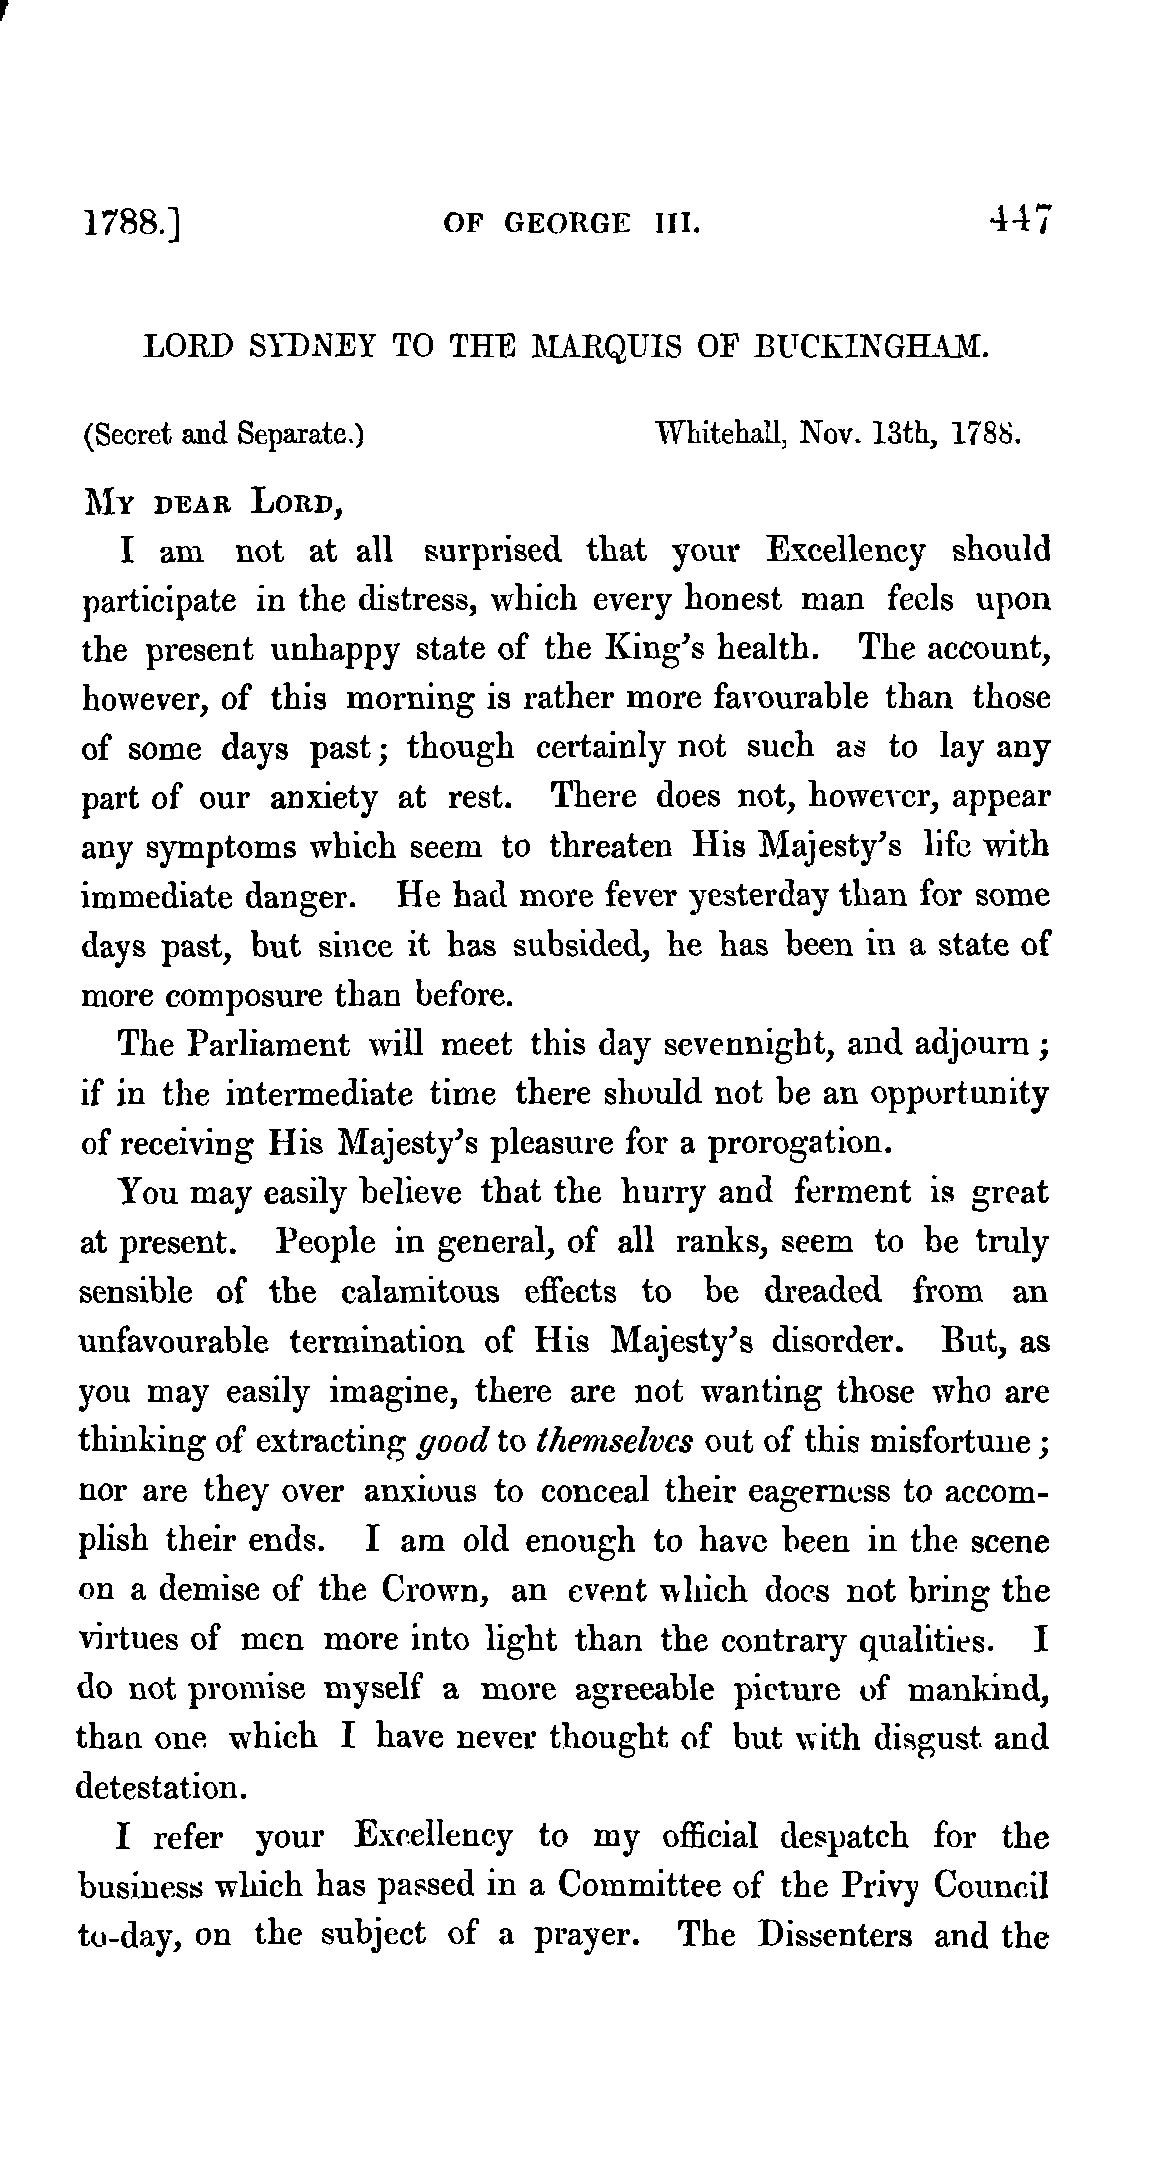 1788.] OF GEORGE III. 447
LORD SYDNEY TO THE MARQUIS OF BUCKINGHAM.
(Secret and Separate.) Whitehall, Nov. 13th, 1788.
MY DEAR LORD,
I am not at all surprised that your Excellency should
participate in the distress, which every honest man feels upon
the present unhappy state of the King's health. The account,
however, of this morning is rather more favourable than those
of some days past; though certainly not such as to lay any
part of our anxiety at rest. There does not, however, appear
any symptoms which seem to threaten His Majesty's life with
immediate danger. He had more fever yesterday than for some
days past, but since it has subsided, he has been in a state of
more composure than before.
The Parliament will meet this day sevennight, and adjourn;
if in the intermediate time there should not be an opportunity
of receiving His Majesty's pleasure for a prorogation.
You may easily believe that the hurry and ferment is great
at present. People in general, of all ranks, seem to be truly
sensible of the calamitous effects to be dreaded from an
unfavourable termination of His Majesty's disorder. But, as
you may easily imagine, there are not wanting those who are
thinking of extracting good to themselves out of this misfortune;
nor are they over anxious to conceal their eagerness to accom-
plish their ends. I am old enough to have been in the scene
on a demise of the Crown, an event which does not bring the
virtues of men more into light than the contrary qualities. I
do not promise myself a more agreeable picture of mankind,
than one which I have never thought of but with disgust and
detestation.
I refer your Excellency to my official despatch for the
business which has passed in a Committee of the Privy Council
to-day, on the subject of a prayer. The Dissenters and the